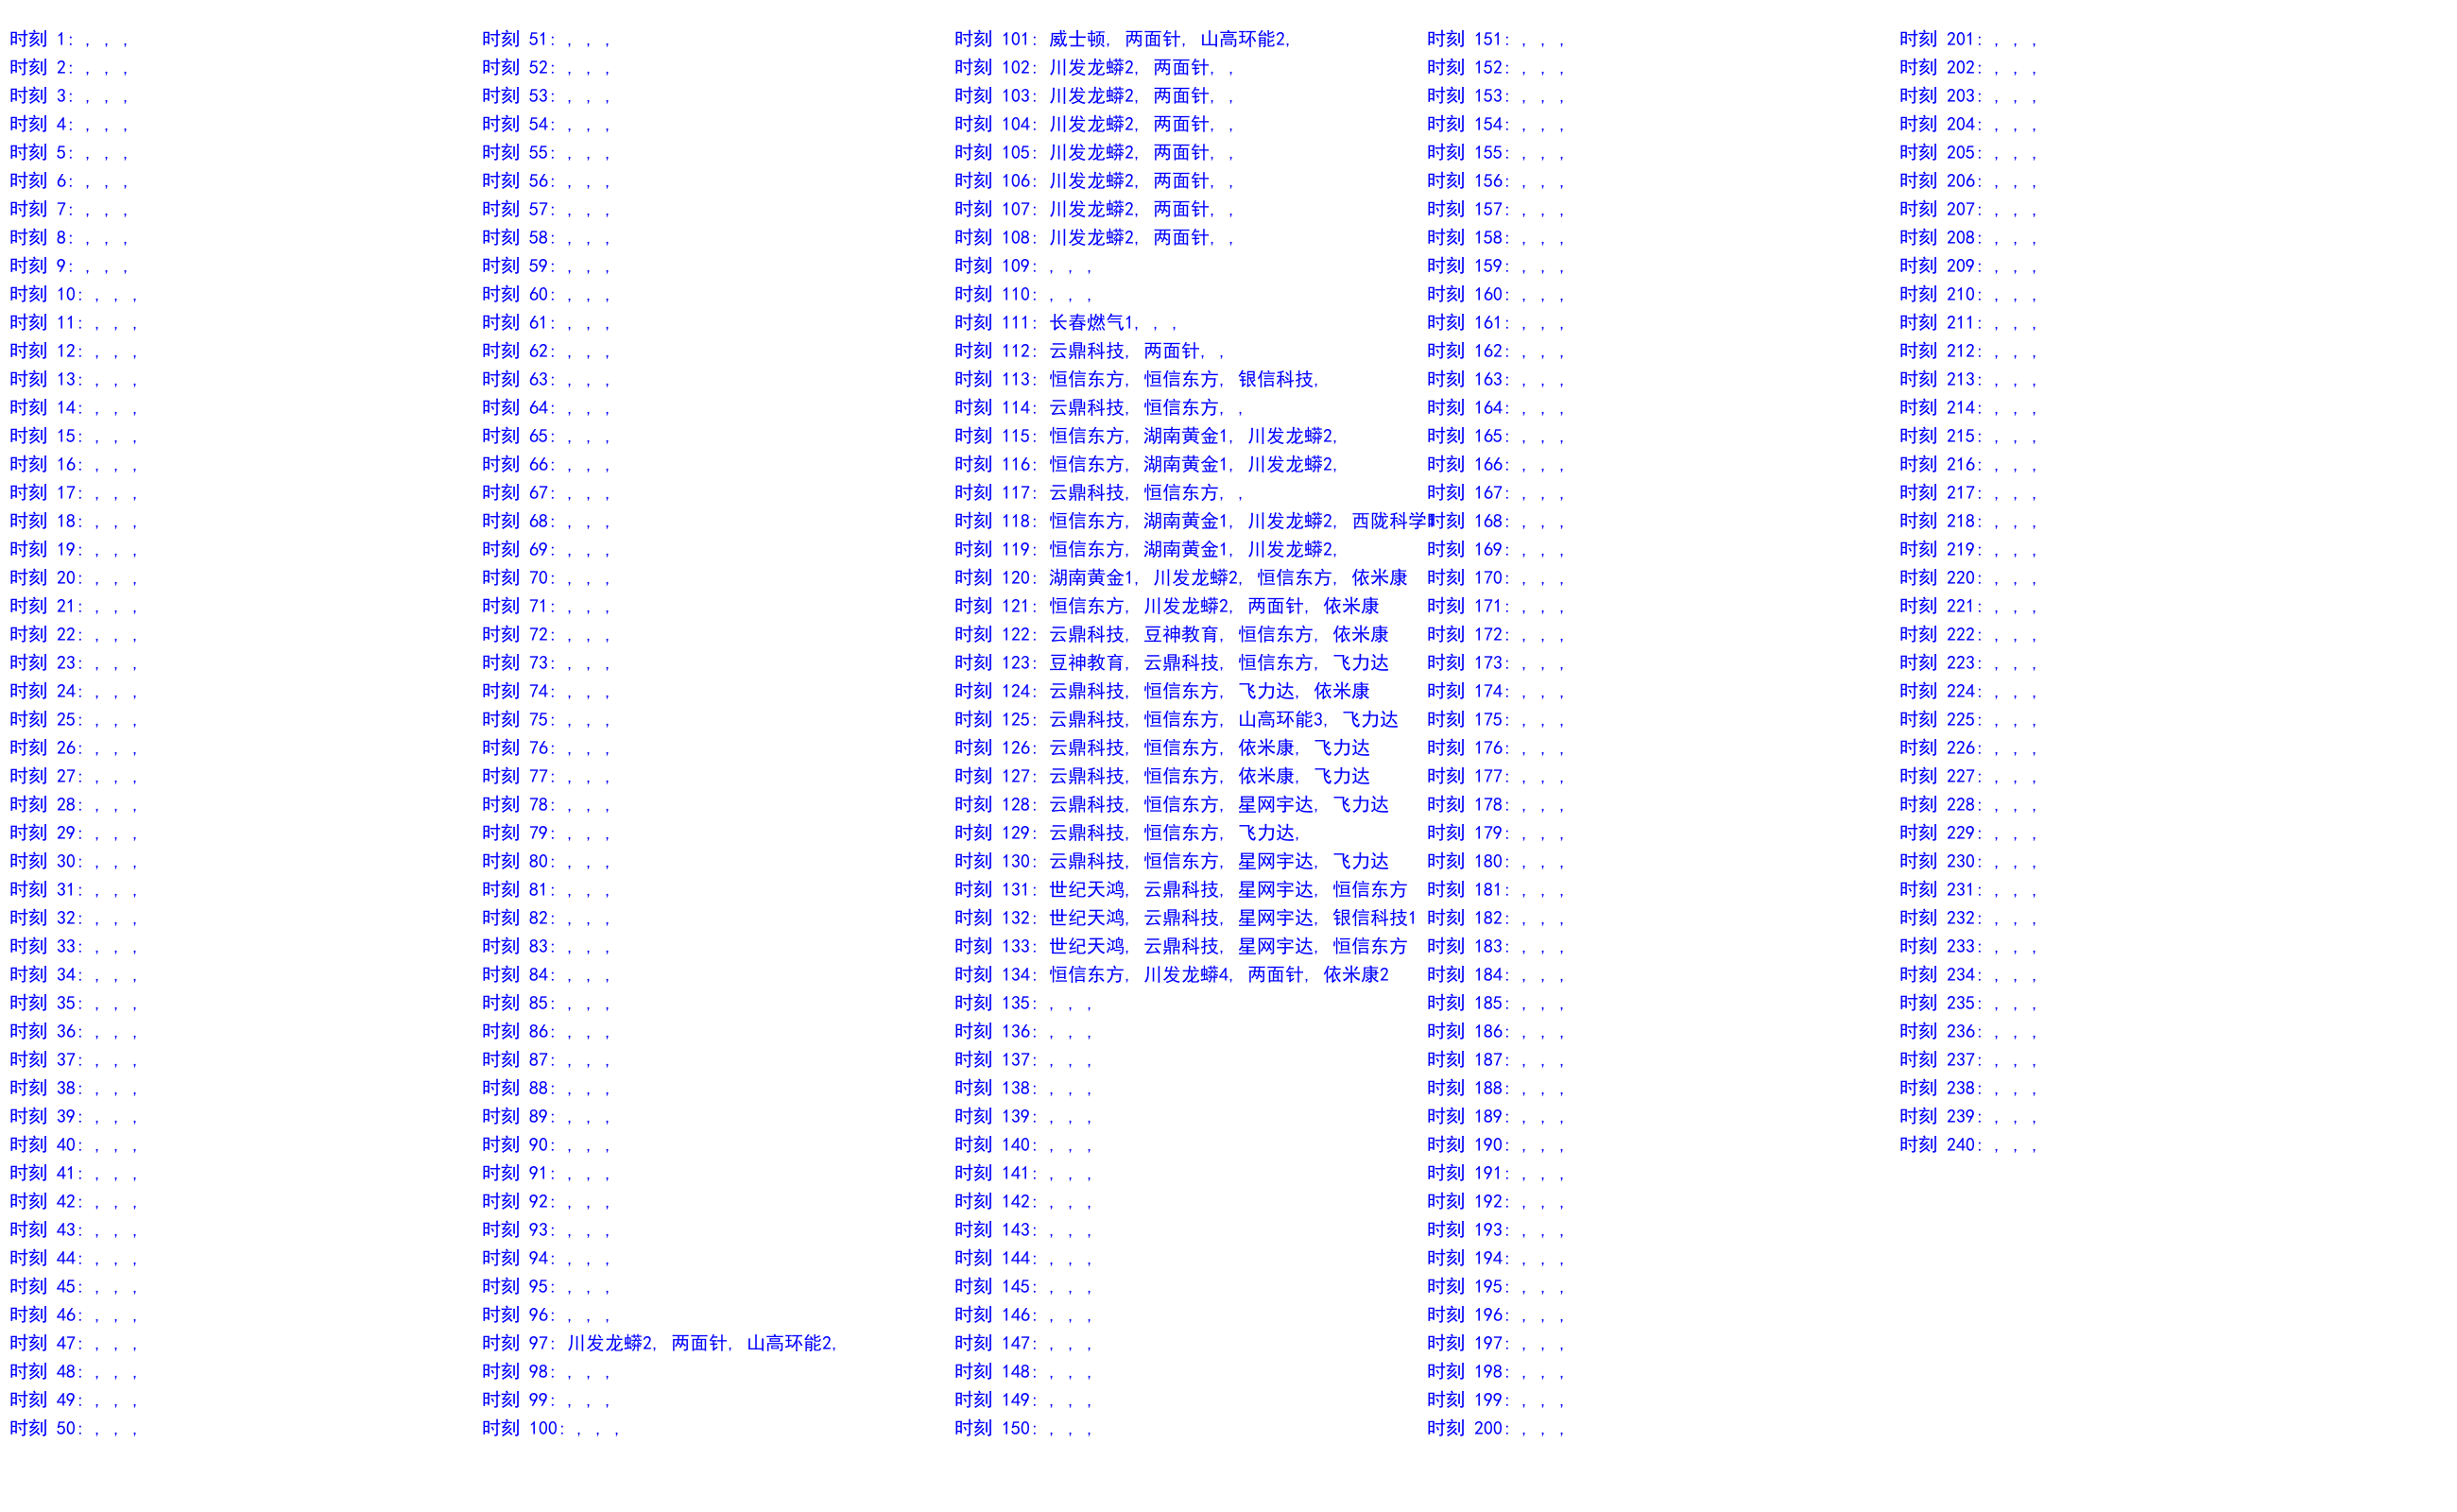 时刻 1: , , ,
时刻 2: , , ,
时刻 3: , , ,
时刻 4: , , ,
时刻 5: , , ,
时刻 6: , , ,
时刻 7: , , ,
时刻 8: , , ,
时刻 9: , , ,
时刻 10: , , ,
时刻 11: , , ,
时刻 12: , , ,
时刻 13: , , ,
时刻 14: , , ,
时刻 15: , , ,
时刻 16: , , ,
时刻 17: , , ,
时刻 18: , , ,
时刻 19: , , ,
时刻 20: , , ,
时刻 21: , , ,
时刻 22: , , ,
时刻 23: , , ,
时刻 24: , , ,
时刻 25: , , ,
时刻 26: , , ,
时刻 27: , , ,
时刻 28: , , ,
时刻 29: , , ,
时刻 30: , , ,
时刻 31: , , ,
时刻 32: , , ,
时刻 33: , , ,
时刻 34: , , ,
时刻 35: , , ,
时刻 36: , , ,
时刻 37: , , ,
时刻 38: , , ,
时刻 39: , , ,
时刻 40: , , ,
时刻 41: , , ,
时刻 42: , , ,
时刻 43: , , ,
时刻 44: , , ,
时刻 45: , , ,
时刻 46: , , ,
时刻 47: , , ,
时刻 48: , , ,
时刻 49: , , ,
时刻 50: , , ,
时刻 51: , , ,
时刻 52: , , ,
时刻 53: , , ,
时刻 54: , , ,
时刻 55: , , ,
时刻 56: , , ,
时刻 57: , , ,
时刻 58: , , ,
时刻 59: , , ,
时刻 60: , , ,
时刻 61: , , ,
时刻 62: , , ,
时刻 63: , , ,
时刻 64: , , ,
时刻 65: , , ,
时刻 66: , , ,
时刻 67: , , ,
时刻 68: , , ,
时刻 69: , , ,
时刻 70: , , ,
时刻 71: , , ,
时刻 72: , , ,
时刻 73: , , ,
时刻 74: , , ,
时刻 75: , , ,
时刻 76: , , ,
时刻 77: , , ,
时刻 78: , , ,
时刻 79: , , ,
时刻 80: , , ,
时刻 81: , , ,
时刻 82: , , ,
时刻 83: , , ,
时刻 84: , , ,
时刻 85: , , ,
时刻 86: , , ,
时刻 87: , , ,
时刻 88: , , ,
时刻 89: , , ,
时刻 90: , , ,
时刻 91: , , ,
时刻 92: , , ,
时刻 93: , , ,
时刻 94: , , ,
时刻 95: , , ,
时刻 96: , , ,
时刻 97: 川发龙蟒2, 两面针, 山高环能2,
时刻 98: , , ,
时刻 99: , , ,
时刻 100: , , ,
时刻 101: 威士顿, 两面针, 山高环能2,
时刻 102: 川发龙蟒2, 两面针, ,
时刻 103: 川发龙蟒2, 两面针, ,
时刻 104: 川发龙蟒2, 两面针, ,
时刻 105: 川发龙蟒2, 两面针, ,
时刻 106: 川发龙蟒2, 两面针, ,
时刻 107: 川发龙蟒2, 两面针, ,
时刻 108: 川发龙蟒2, 两面针, ,
时刻 109: , , ,
时刻 110: , , ,
时刻 111: 长春燃气1, , ,
时刻 112: 云鼎科技, 两面针, ,
时刻 113: 恒信东方, 恒信东方, 银信科技,
时刻 114: 云鼎科技, 恒信东方, ,
时刻 115: 恒信东方, 湖南黄金1, 川发龙蟒2,
时刻 116: 恒信东方, 湖南黄金1, 川发龙蟒2,
时刻 117: 云鼎科技, 恒信东方, ,
时刻 118: 恒信东方, 湖南黄金1, 川发龙蟒2, 西陇科学
时刻 119: 恒信东方, 湖南黄金1, 川发龙蟒2,
时刻 120: 湖南黄金1, 川发龙蟒2, 恒信东方, 依米康
时刻 121: 恒信东方, 川发龙蟒2, 两面针, 依米康
时刻 122: 云鼎科技, 豆神教育, 恒信东方, 依米康
时刻 123: 豆神教育, 云鼎科技, 恒信东方, 飞力达
时刻 124: 云鼎科技, 恒信东方, 飞力达, 依米康
时刻 125: 云鼎科技, 恒信东方, 山高环能3, 飞力达
时刻 126: 云鼎科技, 恒信东方, 依米康, 飞力达
时刻 127: 云鼎科技, 恒信东方, 依米康, 飞力达
时刻 128: 云鼎科技, 恒信东方, 星网宇达, 飞力达
时刻 129: 云鼎科技, 恒信东方, 飞力达,
时刻 130: 云鼎科技, 恒信东方, 星网宇达, 飞力达
时刻 131: 世纪天鸿, 云鼎科技, 星网宇达, 恒信东方
时刻 132: 世纪天鸿, 云鼎科技, 星网宇达, 银信科技1
时刻 133: 世纪天鸿, 云鼎科技, 星网宇达, 恒信东方
时刻 134: 恒信东方, 川发龙蟒4, 两面针, 依米康2
时刻 135: , , ,
时刻 136: , , ,
时刻 137: , , ,
时刻 138: , , ,
时刻 139: , , ,
时刻 140: , , ,
时刻 141: , , ,
时刻 142: , , ,
时刻 143: , , ,
时刻 144: , , ,
时刻 145: , , ,
时刻 146: , , ,
时刻 147: , , ,
时刻 148: , , ,
时刻 149: , , ,
时刻 150: , , ,
时刻 151: , , ,
时刻 152: , , ,
时刻 153: , , ,
时刻 154: , , ,
时刻 155: , , ,
时刻 156: , , ,
时刻 157: , , ,
时刻 158: , , ,
时刻 159: , , ,
时刻 160: , , ,
时刻 161: , , ,
时刻 162: , , ,
时刻 163: , , ,
时刻 164: , , ,
时刻 165: , , ,
时刻 166: , , ,
时刻 167: , , ,
时刻 168: , , ,
时刻 169: , , ,
时刻 170: , , ,
时刻 171: , , ,
时刻 172: , , ,
时刻 173: , , ,
时刻 174: , , ,
时刻 175: , , ,
时刻 176: , , ,
时刻 177: , , ,
时刻 178: , , ,
时刻 179: , , ,
时刻 180: , , ,
时刻 181: , , ,
时刻 182: , , ,
时刻 183: , , ,
时刻 184: , , ,
时刻 185: , , ,
时刻 186: , , ,
时刻 187: , , ,
时刻 188: , , ,
时刻 189: , , ,
时刻 190: , , ,
时刻 191: , , ,
时刻 192: , , ,
时刻 193: , , ,
时刻 194: , , ,
时刻 195: , , ,
时刻 196: , , ,
时刻 197: , , ,
时刻 198: , , ,
时刻 199: , , ,
时刻 200: , , ,
时刻 201: , , ,
时刻 202: , , ,
时刻 203: , , ,
时刻 204: , , ,
时刻 205: , , ,
时刻 206: , , ,
时刻 207: , , ,
时刻 208: , , ,
时刻 209: , , ,
时刻 210: , , ,
时刻 211: , , ,
时刻 212: , , ,
时刻 213: , , ,
时刻 214: , , ,
时刻 215: , , ,
时刻 216: , , ,
时刻 217: , , ,
时刻 218: , , ,
时刻 219: , , ,
时刻 220: , , ,
时刻 221: , , ,
时刻 222: , , ,
时刻 223: , , ,
时刻 224: , , ,
时刻 225: , , ,
时刻 226: , , ,
时刻 227: , , ,
时刻 228: , , ,
时刻 229: , , ,
时刻 230: , , ,
时刻 231: , , ,
时刻 232: , , ,
时刻 233: , , ,
时刻 234: , , ,
时刻 235: , , ,
时刻 236: , , ,
时刻 237: , , ,
时刻 238: , , ,
时刻 239: , , ,
时刻 240: , , ,